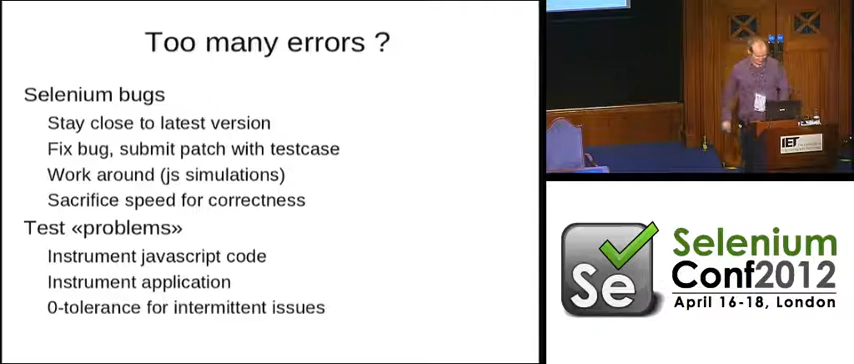 Too many errors ?
Selenium bugs
Stay close to latest version
Fix bug, submit patch with testcase
Work around (js simulations)
Sacrifice speed for correctness
Test «problems»
Instrument javascript code
Instrument application
0-tolerance for intermittent issues
IET
Se
Selenium
Conf2012
April 16-18, London